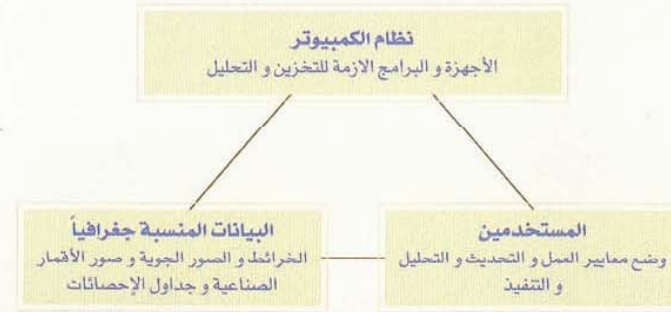 نظام الكمبيوتر
الأجهزة و البرامج الازمة للتخزين و التحليل
المستخدمين
وضع معايير العمل و التحديث و التحليل
و التنفيذ
البيانات المنسبة جغرافياً
الخرائط و الصور الجوية و صور الأقمار
الصناعية و جداول الإحصائات